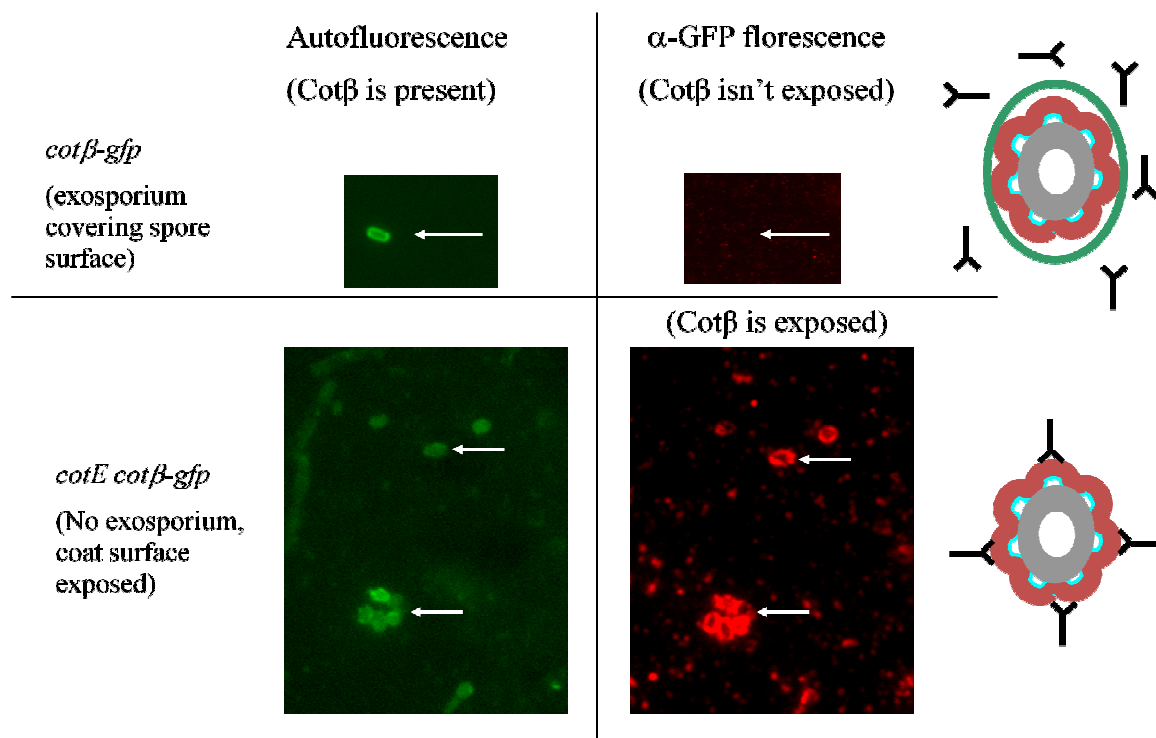 Autofluorescence
(Cotβ is present)
α-GFP florescence
(Cotβ isn't exposed)
cotβ-gfp
(exosporium
covering spore
surface)
(Cotβ is exposed)
cotE cotβ-gfp
(No exosporium,
coat surface
exposed)